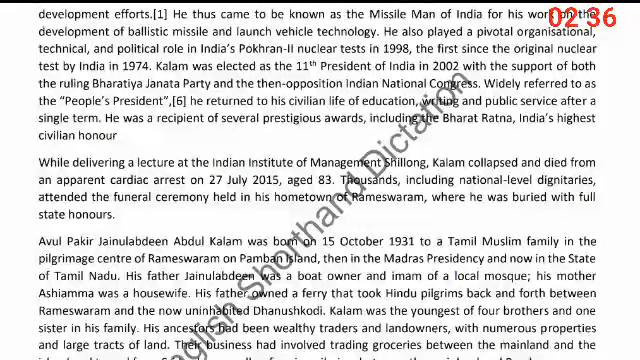 02:36
development efforts.[1] He thus came to be known as the Missile Man of India for his work on the
development of ballistic missile and launch vehicle technology. He also played a pivotal organisational,
technical, and political role in India's Pokhran-II nuclear tests in 1998, the first since the original nuclear
test by India in 1974. Kalam was elected as the 11th President of India in 2002 with the support of both
the ruling Bharatiya Janata Party and the then-opposition Indian National Congress. Widely referred to as
the "People's President",[6] he returned to his civilian life of education, writing and public service after a
single term. He was a recipient of several prestigious awards, including the Bharat Ratna, India's highest
civilian honour
While delivering a lecture at the Indian Institute of Management Shillong, Kalam collapsed and died from
an apparent cardiac arrest on 27 July 2015, aged 83. Thousands, including national-level dignitaries,
attended the funeral ceremony held in his hometown of Rameswaram, where he was buried with full
state honours.
Avul Pakir Jainulabdeen Abdul Kalam was born on 15 October 1931 to a Tamil Muslim family in the
pilgrimage centre of Rameswaram on Pamban Island, then in the Madras Presidency and now in the State
of Tamil Nadu. His father Jainulabdeen was a boat owner and imam of a local mosque; his mother
Ashiamma was a housewife. His father owned a ferry that took Hindu pilgrims back and forth between
Rameswaram and the now uninhabited Dhanushkodi. Kalam was the youngest of four brothers and one
sister in his family. His ancestors had been wealthy traders and landowners, with numerous properties
and large tracts of land. Their business had involved trading groceries between the mainland and the
Shorthand Dictation